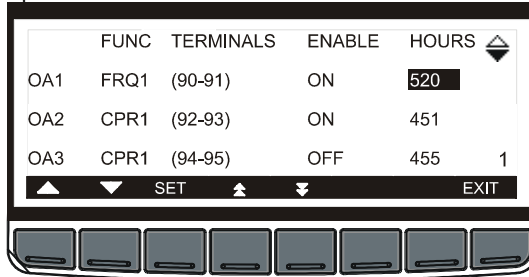 FUNC TERMINALS ENABLE HOURS
OA1 FRQ1 (90-91) ON 520
OA2 CPR1 (92-93) ON 451
OA3 CPR1 (94-95) OFF 455 1
SET EXIT